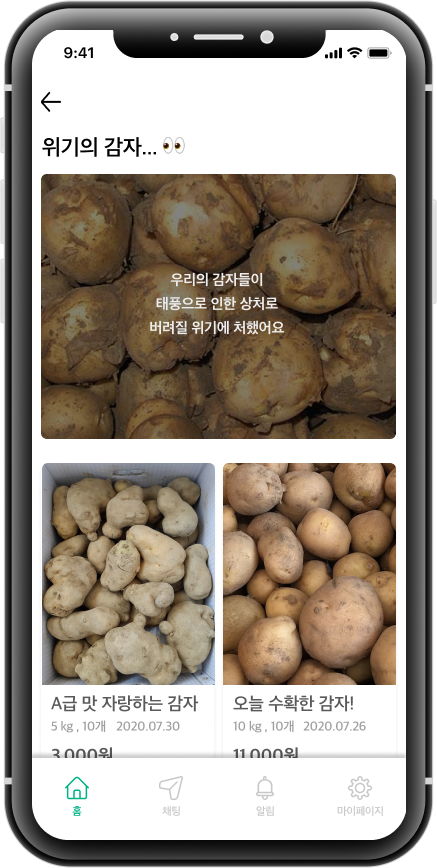 9:41
위기의 감자... 👀
우리의 감자들이
태풍으로 인한 상처로
버려질 위기에 처했어요
A급 맛 자랑하는 감자
5 kg , 10개 2020.07.30
3,000원
오늘 수확한 감자!
10 kg , 10개 2020.07.26
11,000원
홈
채팅
알림
마이페이지